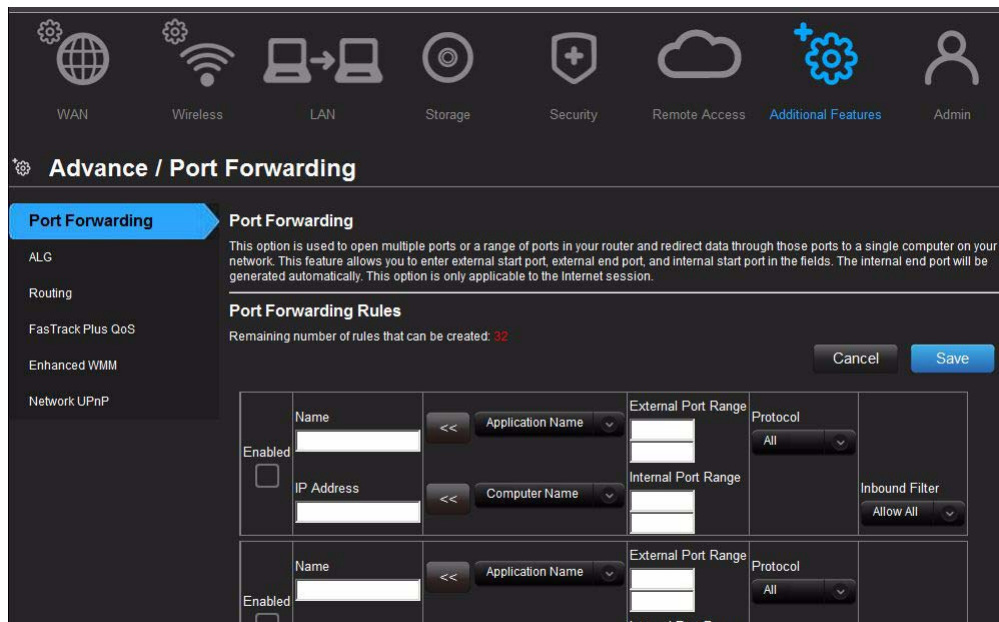 WAN
Wireless
LAN
Storage
Security
Remote Access
Additional Features
Admin
Advance / Port Forwarding
Port Forwarding
ALG
Routing
FasTrack Plus QoS
Enhanced WMM
Network UPnP
Port Forwarding
This option is used to open multiple ports or a range of ports in your router and redirect data through those ports to a single computer on your
network. This feature allows you to enter external start port, external end port, and internal start port in the fields. The internal end port will be
generated automatically. This option is only applicable to the Internet session.
Port Forwarding Rules
Remaining number of rules that can be created: 32
Cancel
Save
Enabled
Name
<<
Application Name
External Port Range
Protocol
All
IP Address
<<
Computer Name
Internal Port Range
Inbound Filter
Allow All
Enabled
Name
<<
Application Name
External Port Range
Protocol
All